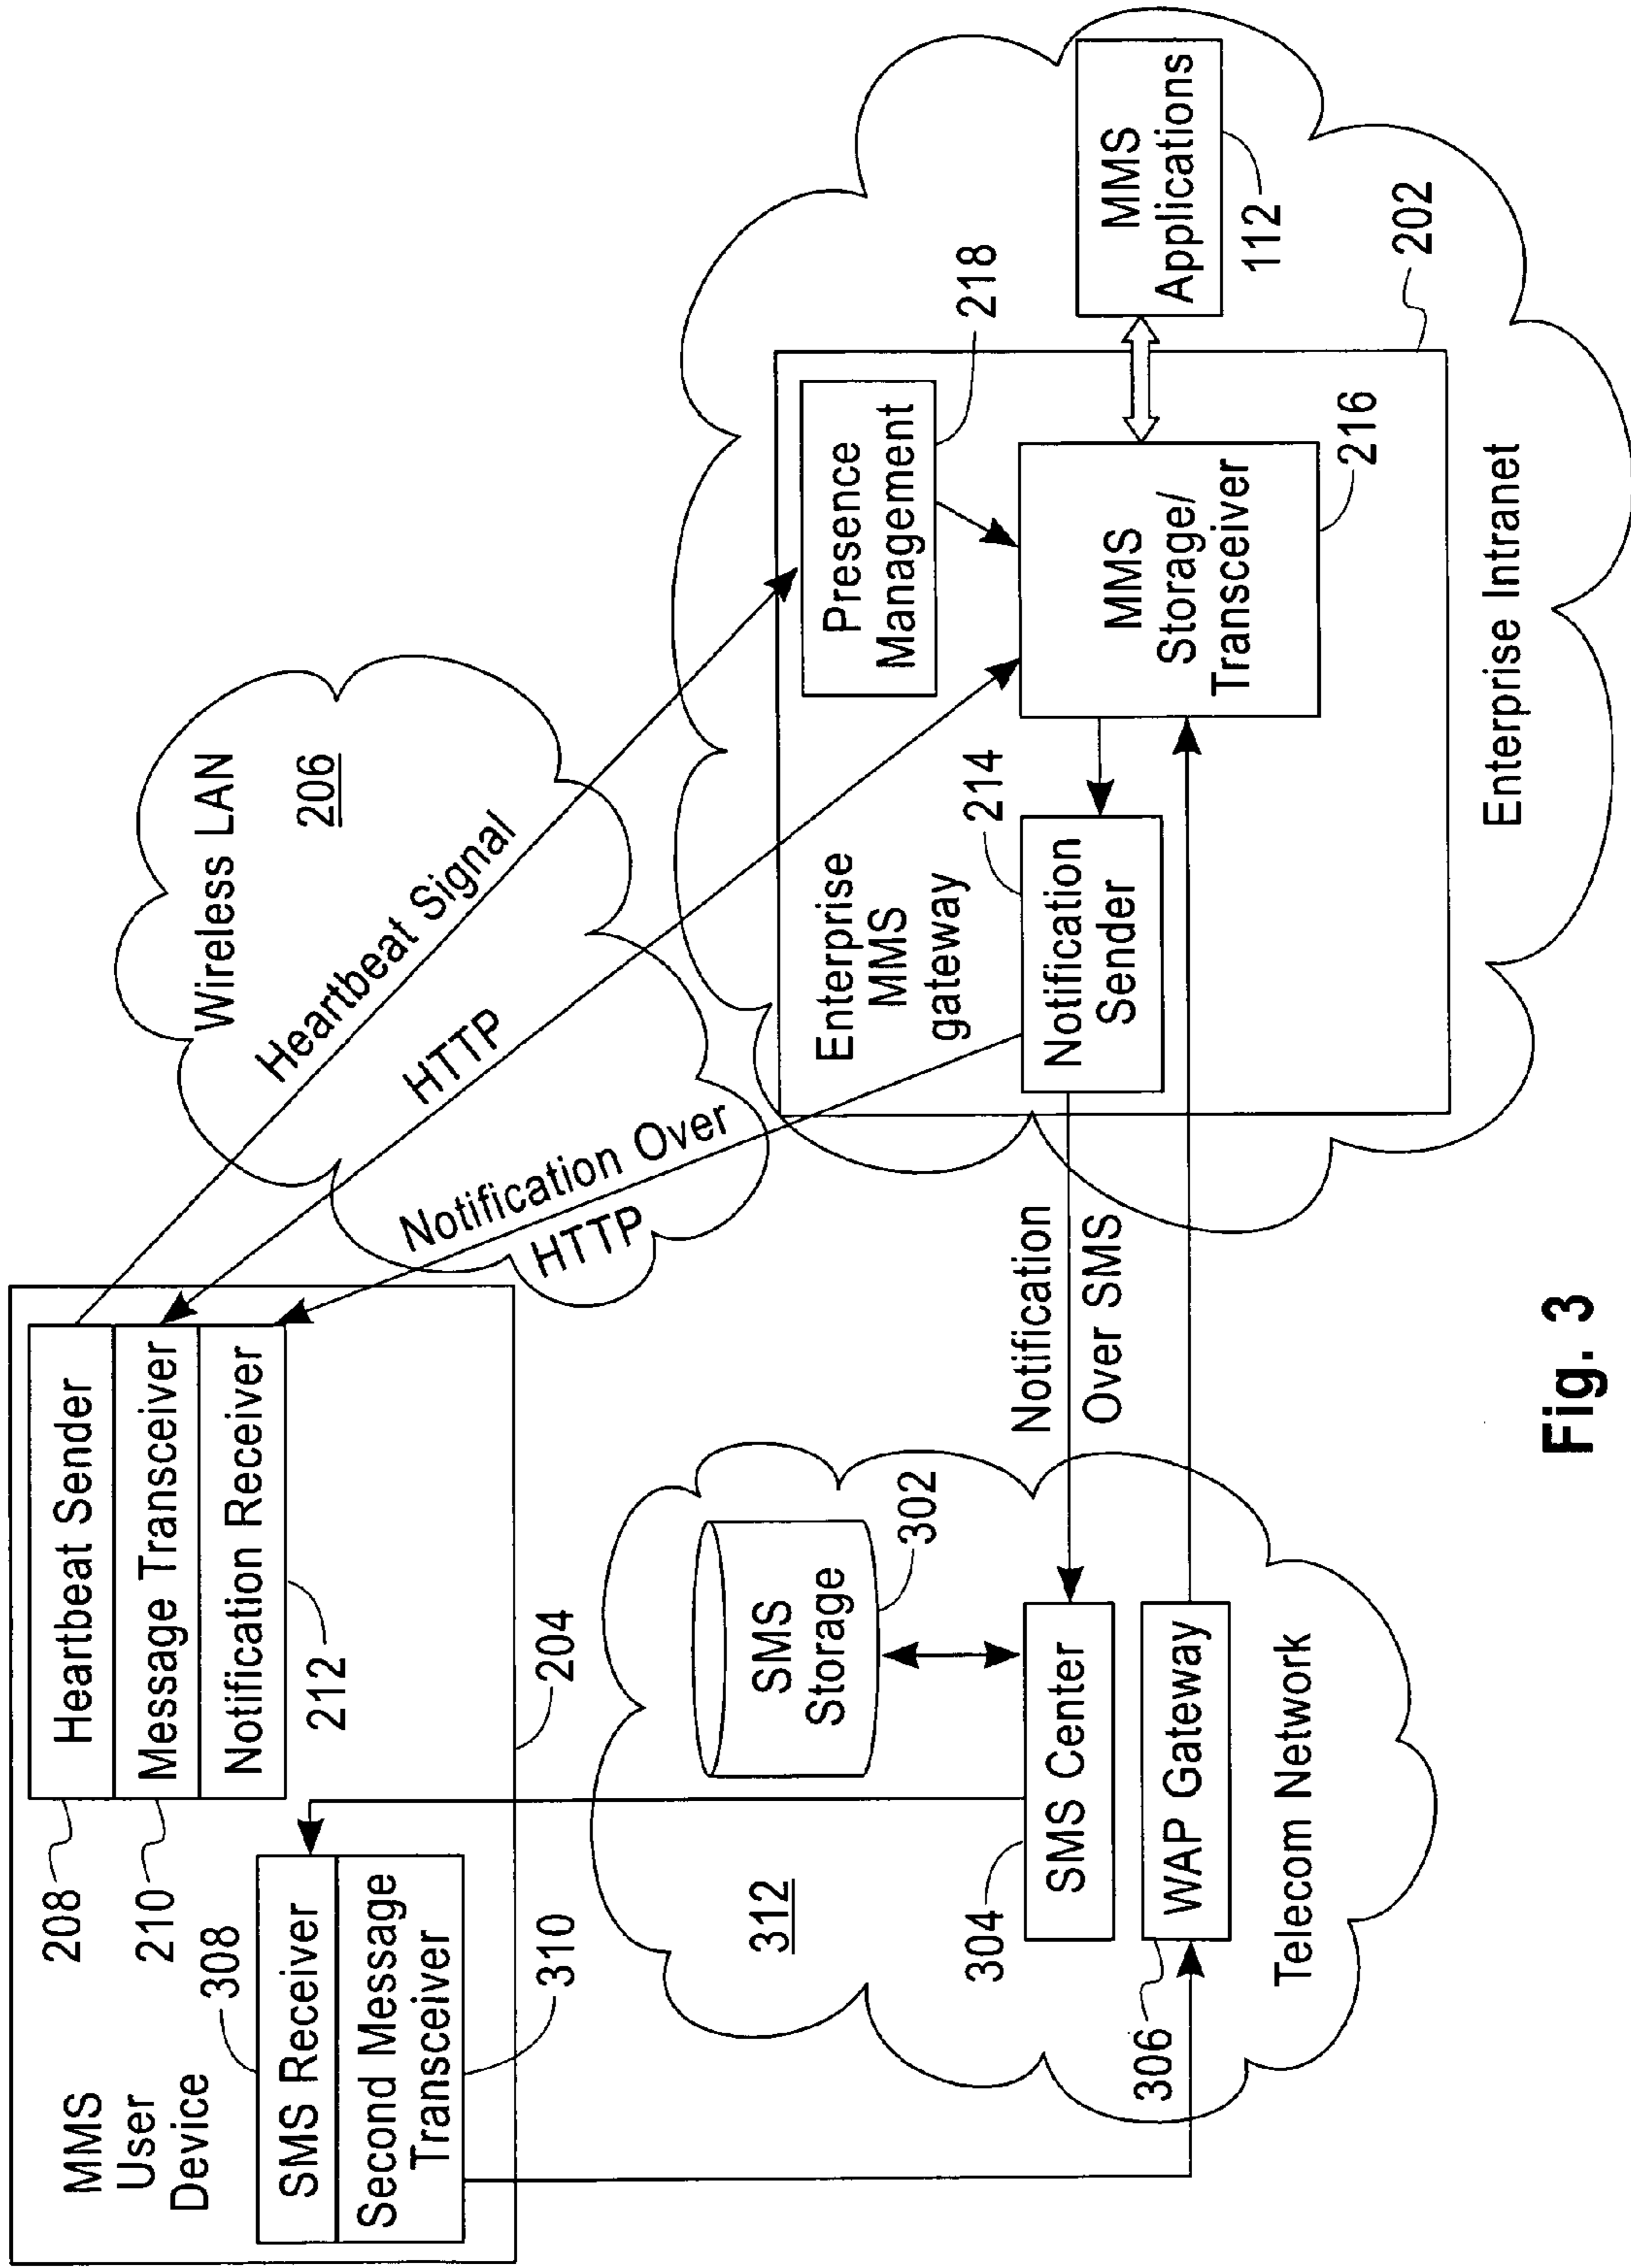 MMS
User
Device
308
SMS Receiver
Second Message
Transceiver
310
208
210
Heartbeat Sender
Message Transceiver
Notification Receiver
212
204
Wireless LAN
206
Heartbeat Signal
HTTP
Notification Over
HTTP
312
SMS
Storage
302
304
SMS Center
306
WAP Gateway
Telecom Network
Notification
Over SMS
Enterprise
MMS
gateway
214
Notification
Sender
Presence
Management
218
MMS
Storage/
Transceiver
216
MMS
Applications
112
202
Enterprise Intranet
Fig. 3